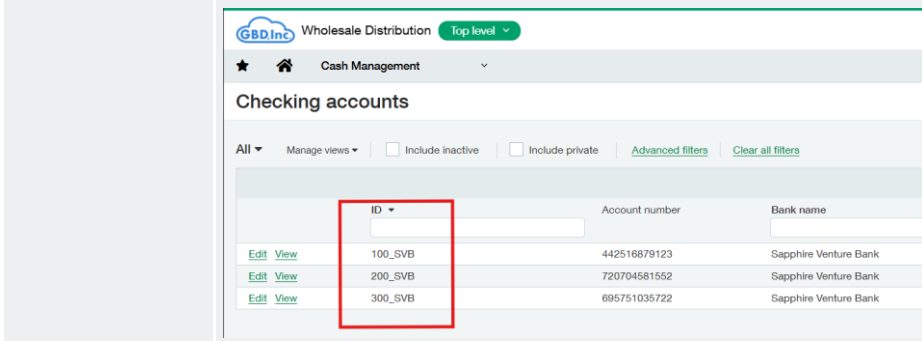 GBD.Inc Wholesale Distribution Top level
Cash Management
Checking accounts
All Manage views Include inactive Include private Advanced filters Clear all filters
ID Account number Bank name
Edit View 100_SVB 442516879123 Sapphire Venture Bank
Edit View 200_SVB 720704581552 Sapphire Venture Bank
Edit View 300_SVB 695751035722 Sapphire Venture Bank